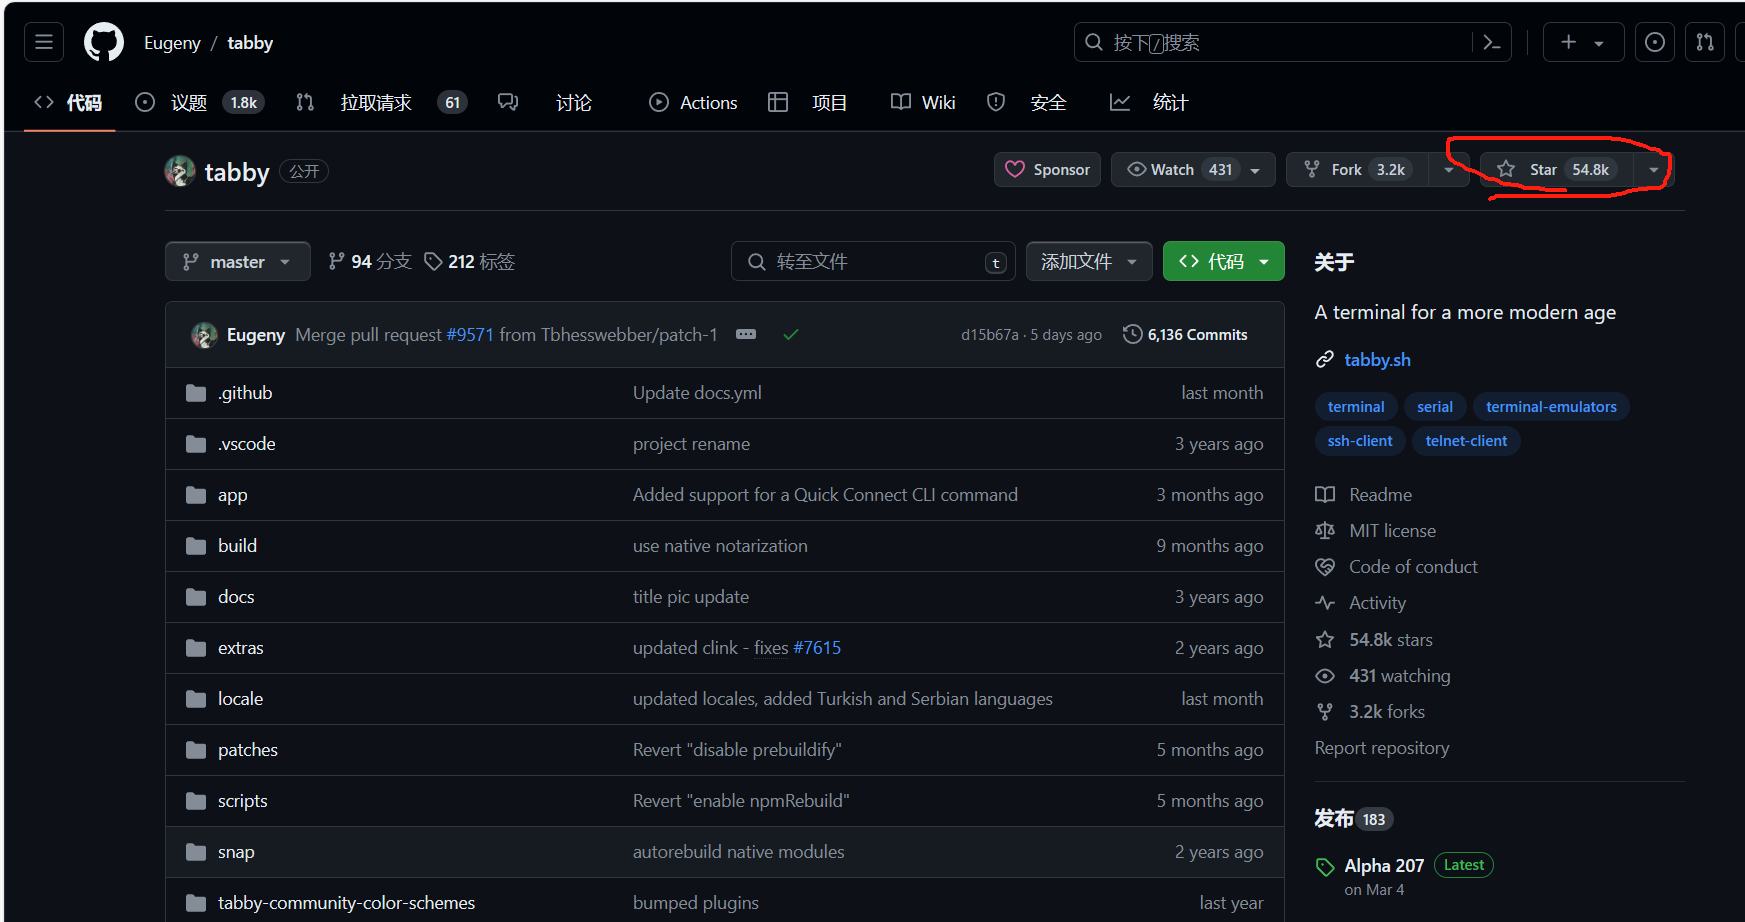 Eugeny / tabby
按下/搜索
代码
议题 1.8k
拉取请求 61
讨论
Actions
项目
Wiki
安全
统计
tabby 公开
Sponsor
Watch 431
Fork 3.2k
Star 54.8k
master
94 分支
212 标签
转至文件 t
添加文件
代码
Eugeny Merge pull request #9571 from Tbhesswebber/patch-1
d15b67a · 5 days ago
6,136 Commits
.github Update docs.yml last month
.vscode project rename 3 years ago
app Added support for a Quick Connect CLI command 3 months ago
build use native notarization 9 months ago
docs title pic update 3 years ago
extras updated clink - fixes #7615 2 years ago
locale updated locales, added Turkish and Serbian languages last month
patches Revert "disable prebuildify" 5 months ago
scripts Revert "enable npmRebuild" 5 months ago
snap autorebuild native modules 2 years ago
tabby-community-color-schemes bumped plugins last year
关于
A terminal for a more modern age
tabby.sh
terminal serial terminal-emulators
ssh-client telnet-client
Readme
MIT license
Code of conduct
Activity
54.8k stars
431 watching
3.2k forks
Report repository
发布 183
Alpha 207 Latest
on Mar 4